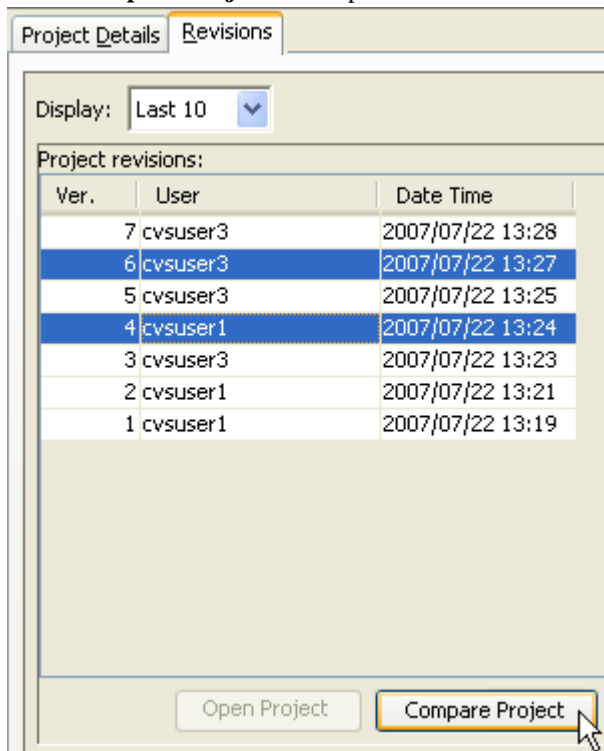 Project Details Revisions
Display: Last 10
Project revisions:
Ver. User Date Time
7 cvsuser3 2007/07/22 13:28
6 cvsuser3 2007/07/22 13:27
5 cvsuser3 2007/07/22 13:25
4 cvsuser1 2007/07/22 13:24
3 cvsuser3 2007/07/22 13:23
2 cvsuser1 2007/07/22 13:21
1 cvsuser1 2007/07/22 13:19
Open Project Compare Project